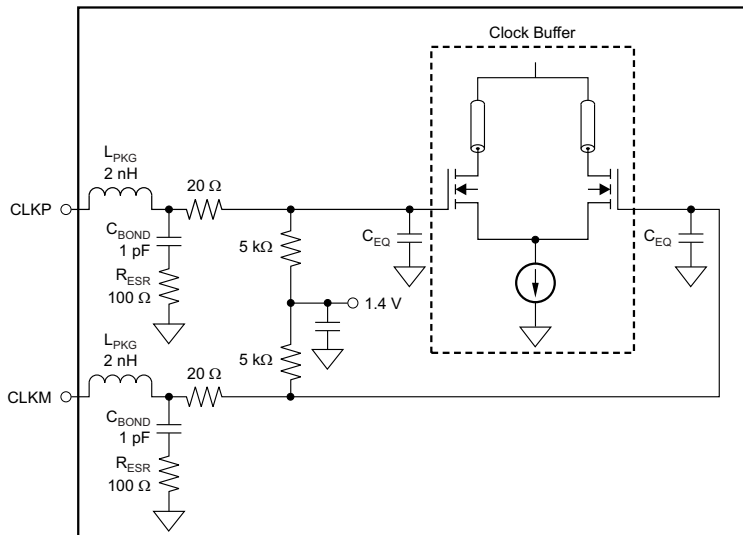 Clock Buffer
L_PKG
2 nH
20 Ω
CLKP
C_BOND
1 pF
R_ESR
100 Ω
5 kΩ
C_EQ
C_EQ
1.4 V
L_PKG
2 nH
5 kΩ
20 Ω
CLKM
C_BOND
1 pF
R_ESR
100 Ω